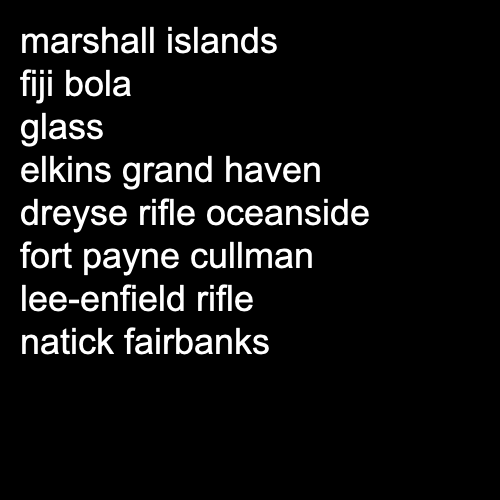 marshall islands
fiji bola
glass
elkins grand haven
dreyse rifle oceanside
fort payne cullman
lee-enfield rifle
natick fairbanks